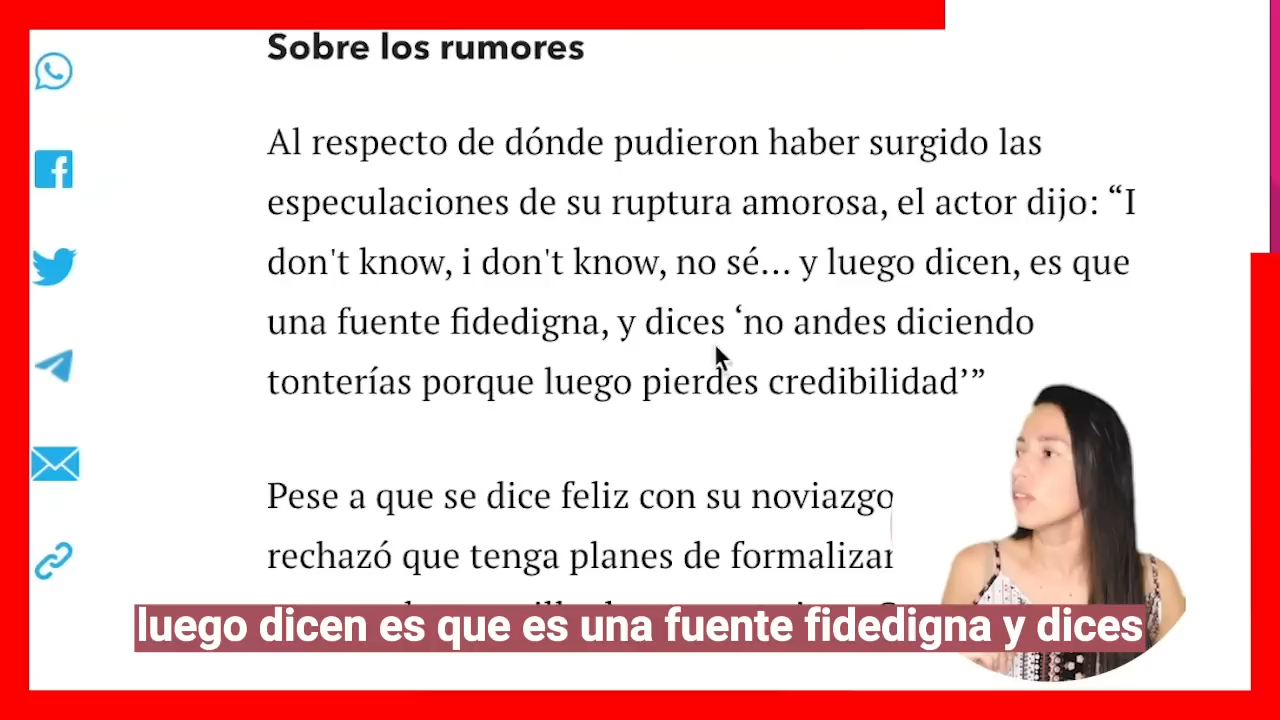 Sobre los rumores
Al respecto de dónde pudieron haber surgido las
especulaciones de su ruptura amorosa, el actor dijo: “I
don't know, i don't know, no sé... y luego dicen, es que
una fuente fidedigna, y dices ‘no andes diciendo
tonterías porque luego pierdes credibilidad’”
Pese a que se dice feliz con su noviazgo
rechazó que tenga planes de formalizar
luego dicen es que es una fuente fidedigna y dices